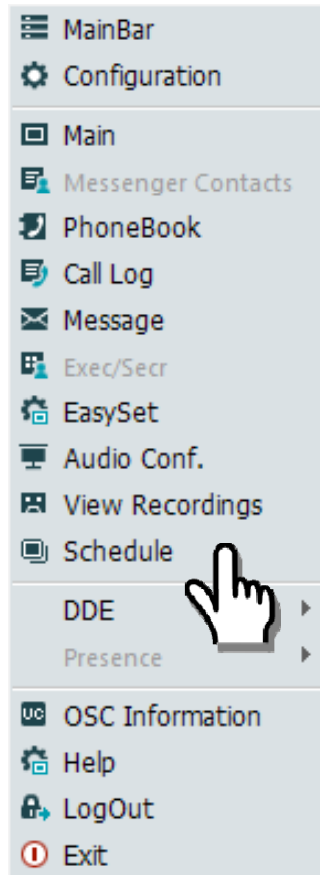 MainBar
Configuration
Main
Messenger Contacts
PhoneBook
Call Log
Message
Exec/Secr
EasySet
Audio Conf.
View Recordings
Schedule
DDE
Presence
UC OSC Information
Help
LogOut
Exit